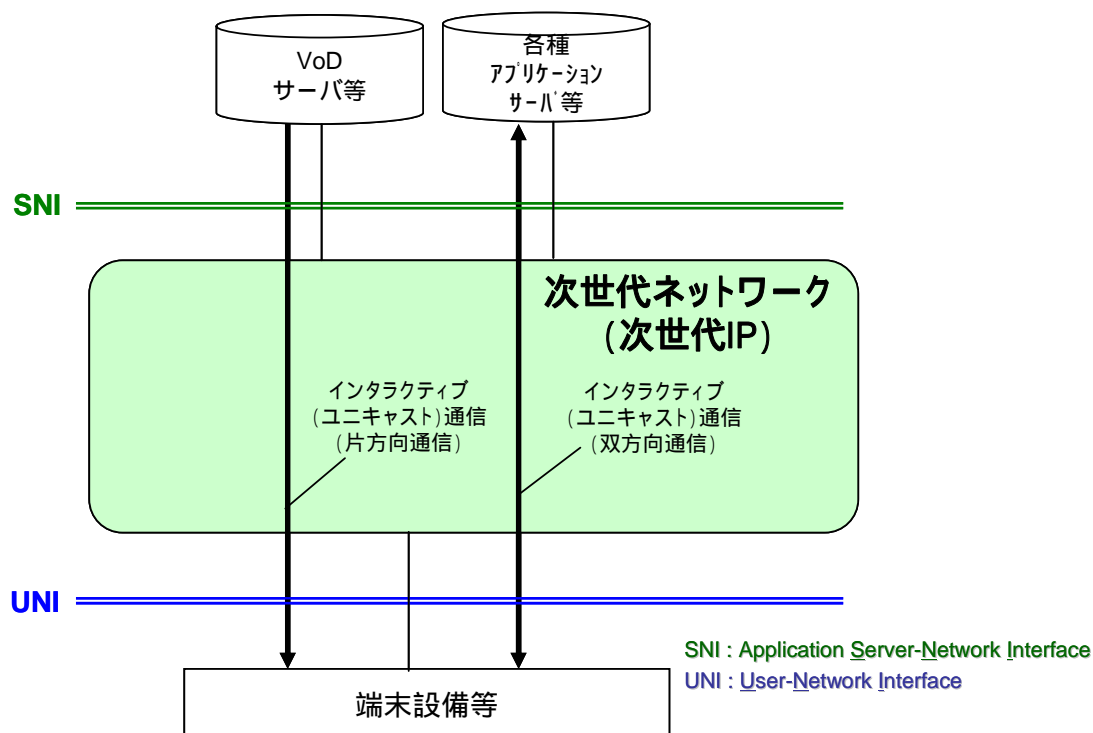 VoD
サーバ等
各種
アプリケーション
サーバ等
SNI
次世代ネットワーク
(次世代IP)
インタラクティブ
(ユニキャスト)通信
(片方向通信)
インタラクティブ
(ユニキャスト)通信
(双方向通信)
UNI
SNI : Application Server-Network Interface
UNI : User-Network Interface
端末設備等